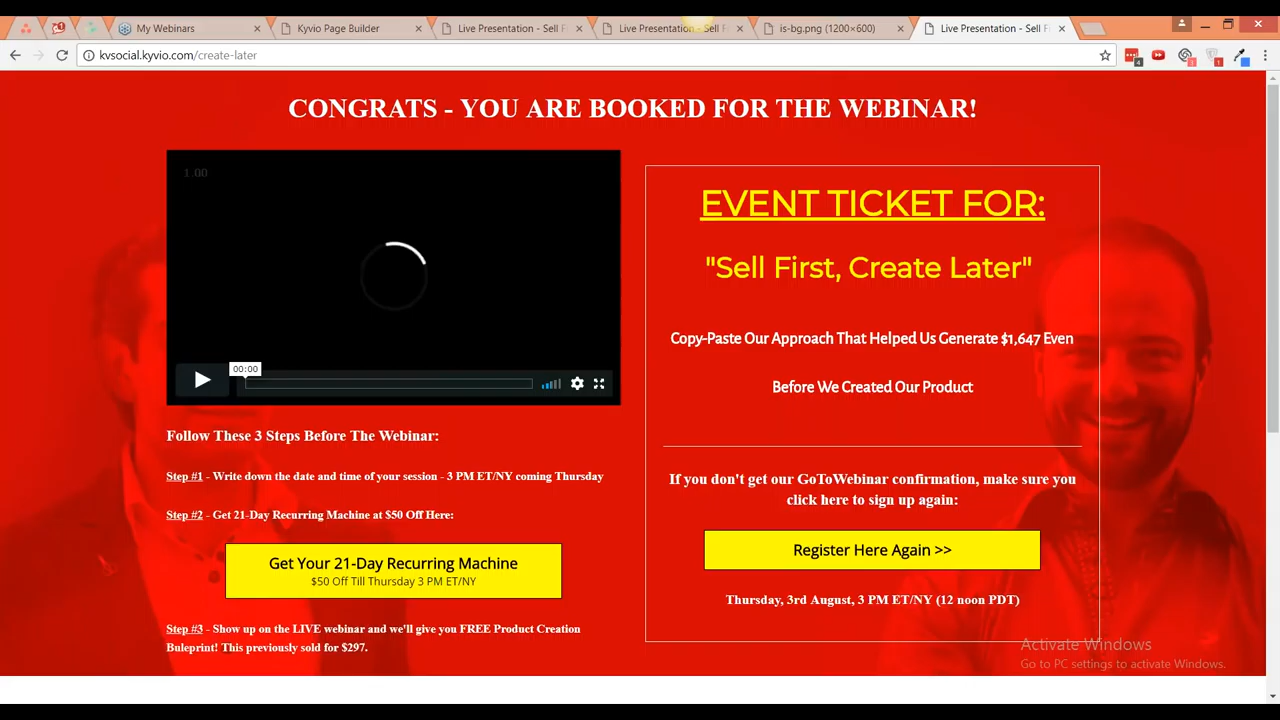 My Webinars
Kyvio Page Builder
Live Presentation - Sell F
Live Presentation - Sell F
is-bg.png (1200×600)
Live Presentation - Sell F
kvsocial.kyvio.com/create-later
4
3
1
CONGRATS - YOU ARE BOOKED FOR THE WEBINAR!
1.00
00:00
Follow These 3 Steps Before The Webinar:
Step #1 - Write down the date and time of your session - 3 PM ET/NY coming Thursday
Step #2 - Get 21-Day Recurring Machine at $50 Off Here:
Get Your 21-Day Recurring Machine
$50 Off Till Thursday 3 PM ET/NY
Step #3 - Show up on the LIVE webinar and we'll give you FREE Product Creation
Buleprint! This previously sold for $297.
EVENT TICKET FOR:
"Sell First, Create Later"
Copy-Paste Our Approach That Helped Us Generate $1,647 Even
Before We Created Our Product
If you don't get our GoToWebinar confirmation, make sure you
click here to sign up again:
Register Here Again >>
Thursday, 3rd August, 3 PM ET/NY (12 noon PDT)
Activate Windows
Go to PC settings to activate Windows.